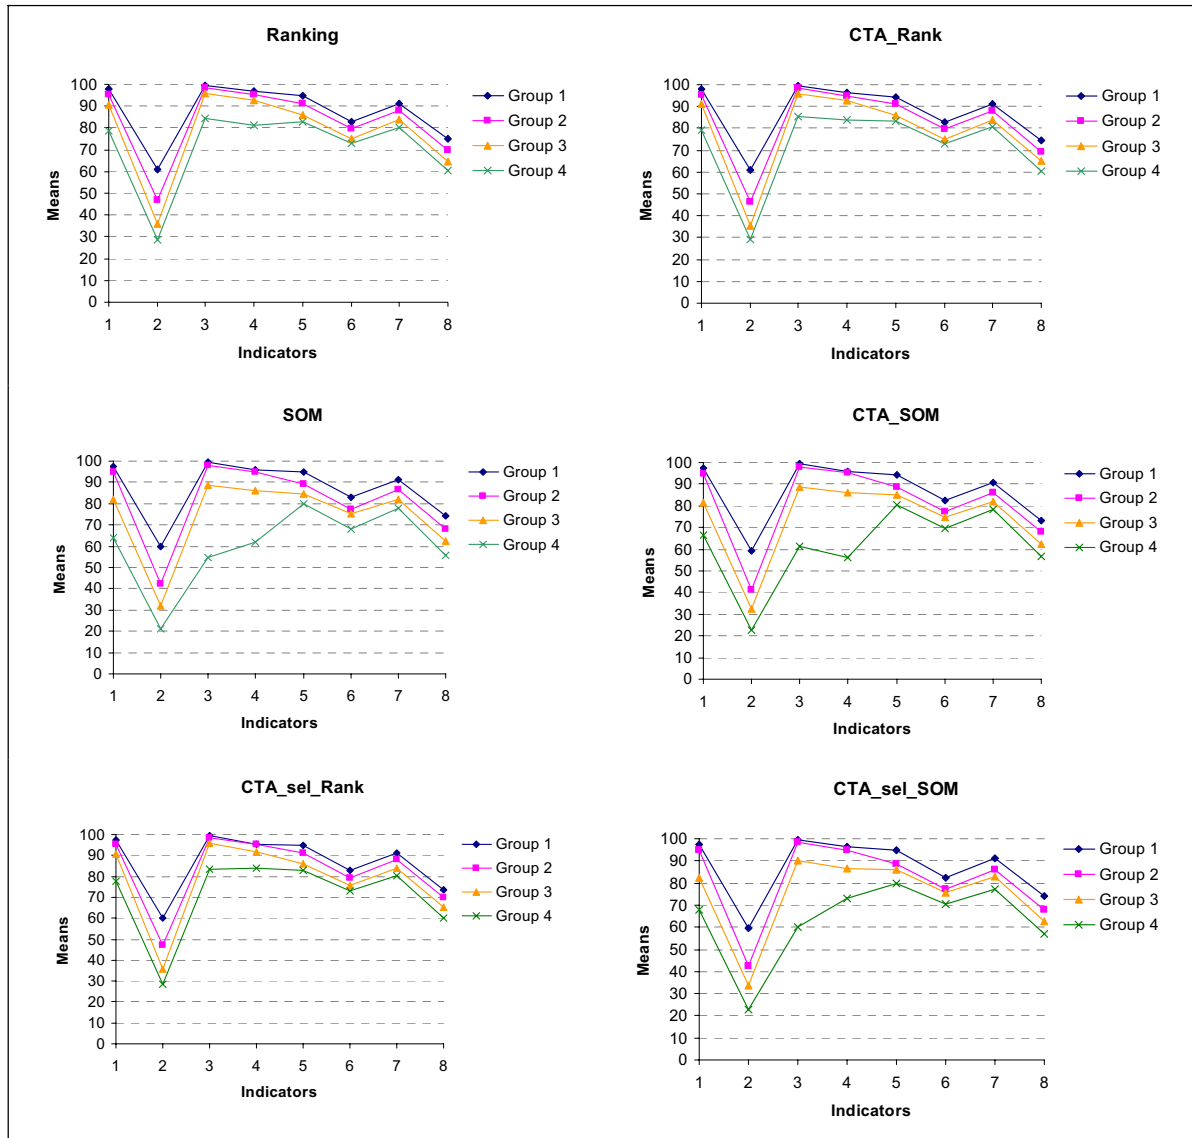 Ranking
100
90
80
70
60
50
40
30
20
10
0
Means
1 2 3 4 5 6 7 8
Indicators
Group 1
Group 2
Group 3
Group 4
CTA_Rank
100
90
80
70
60
50
40
30
20
10
0
Means
1 2 3 4 5 6 7 8
Indicators
Group 1
Group 2
Group 3
Group 4
SOM
100
90
80
70
60
50
40
30
20
10
0
Means
1 2 3 4 5 6 7 8
Indicators
Group 1
Group 2
Group 3
Group 4
CTA_SOM
100
90
80
70
60
50
40
30
20
10
0
Means
1 2 3 4 5 6 7 8
Indicators
Group 1
Group 2
Group 3
Group 4
CTA_sel_Rank
100
90
80
70
60
50
40
30
20
10
0
Means
1 2 3 4 5 6 7 8
Indicators
Group 1
Group 2
Group 3
Group 4
CTA_sel_SOM
100
90
80
70
60
50
40
30
20
10
0
Means
1 2 3 4 5 6 7 8
Indicators
Group 1
Group 2
Group 3
Group 4